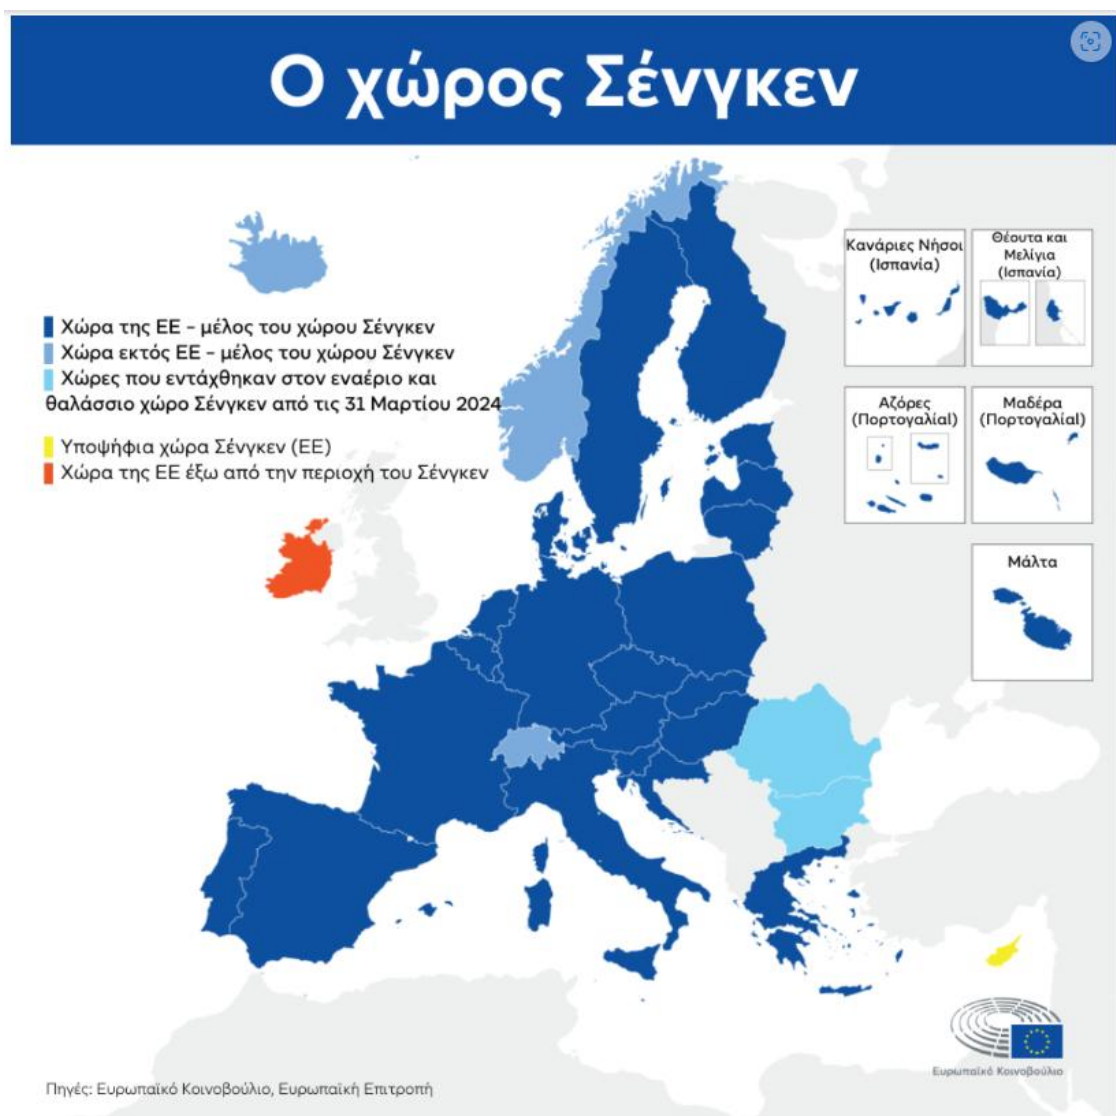 Ο χώρος Σένγκεν
Χώρα της ΕΕ – μέλος του χώρου Σένγκεν
Χώρα εκτός ΕΕ – μέλος του χώρου Σένγκεν
Χώρες που εντάχθηκαν στον εναέριο και
θαλάσσιο χώρο Σένγκεν από τις 31 Μαρτίου 2024
Υποψήφια χώρα Σένγκεν (ΕΕ)
Χώρα της ΕΕ έξω από την περιοχή του Σένγκεν
Κανάριες Νήσοι
(Ισπανία)
Θέουτα και
Μελίγια
(Ισπανία)
Αζόρες
(Πορτογαλίαl)
Μαδέρα
(Πορτογαλίαl)
Μάλτα
Ευρωπαϊκό Κοινοβούλιο
Πηγές: Ευρωπαϊκό Κοινοβούλιο, Ευρωπαϊκή Επιτροπή